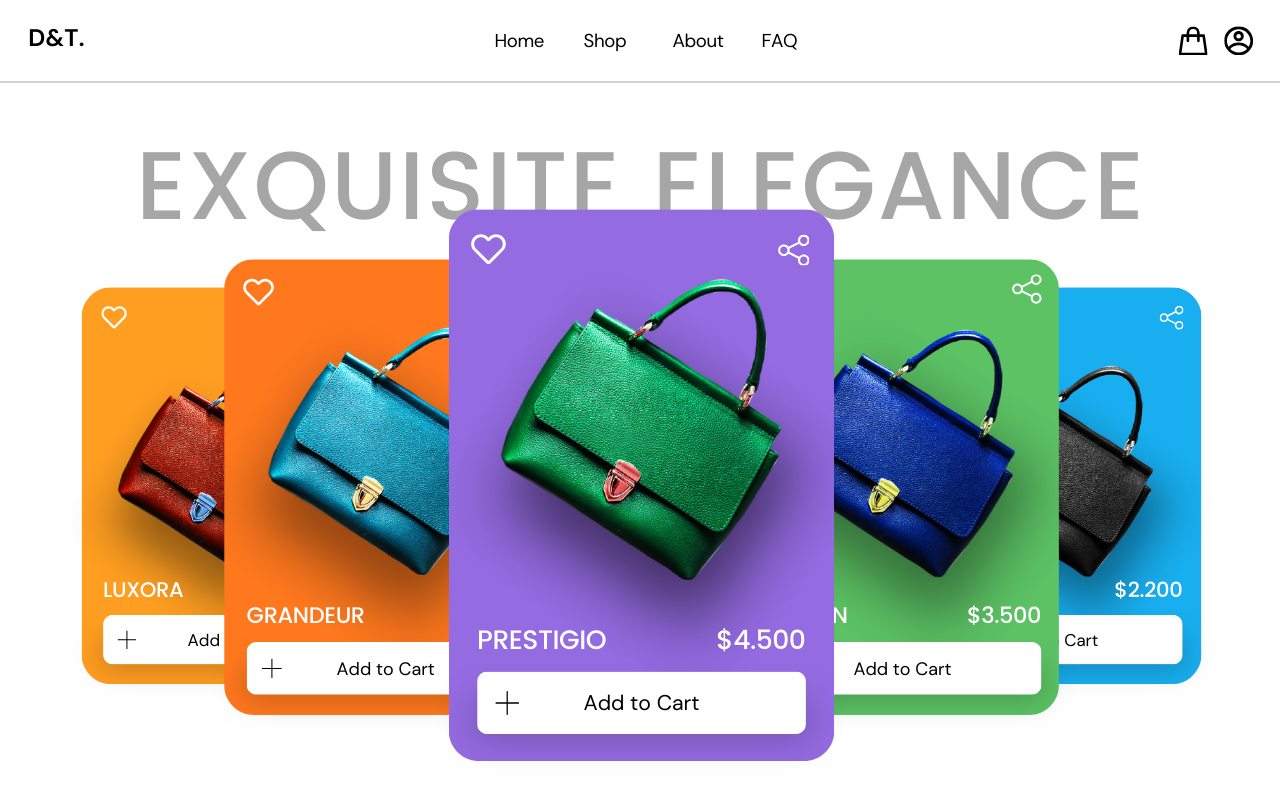 D&T.
Home Shop About FAQ
EXQUISITE ELEGANCE
LUXORA
Add
GRANDEUR
Add to Cart
PRESTIGIO $4.500
Add to Cart
N $3.500
Add to Cart
$2.200
Cart